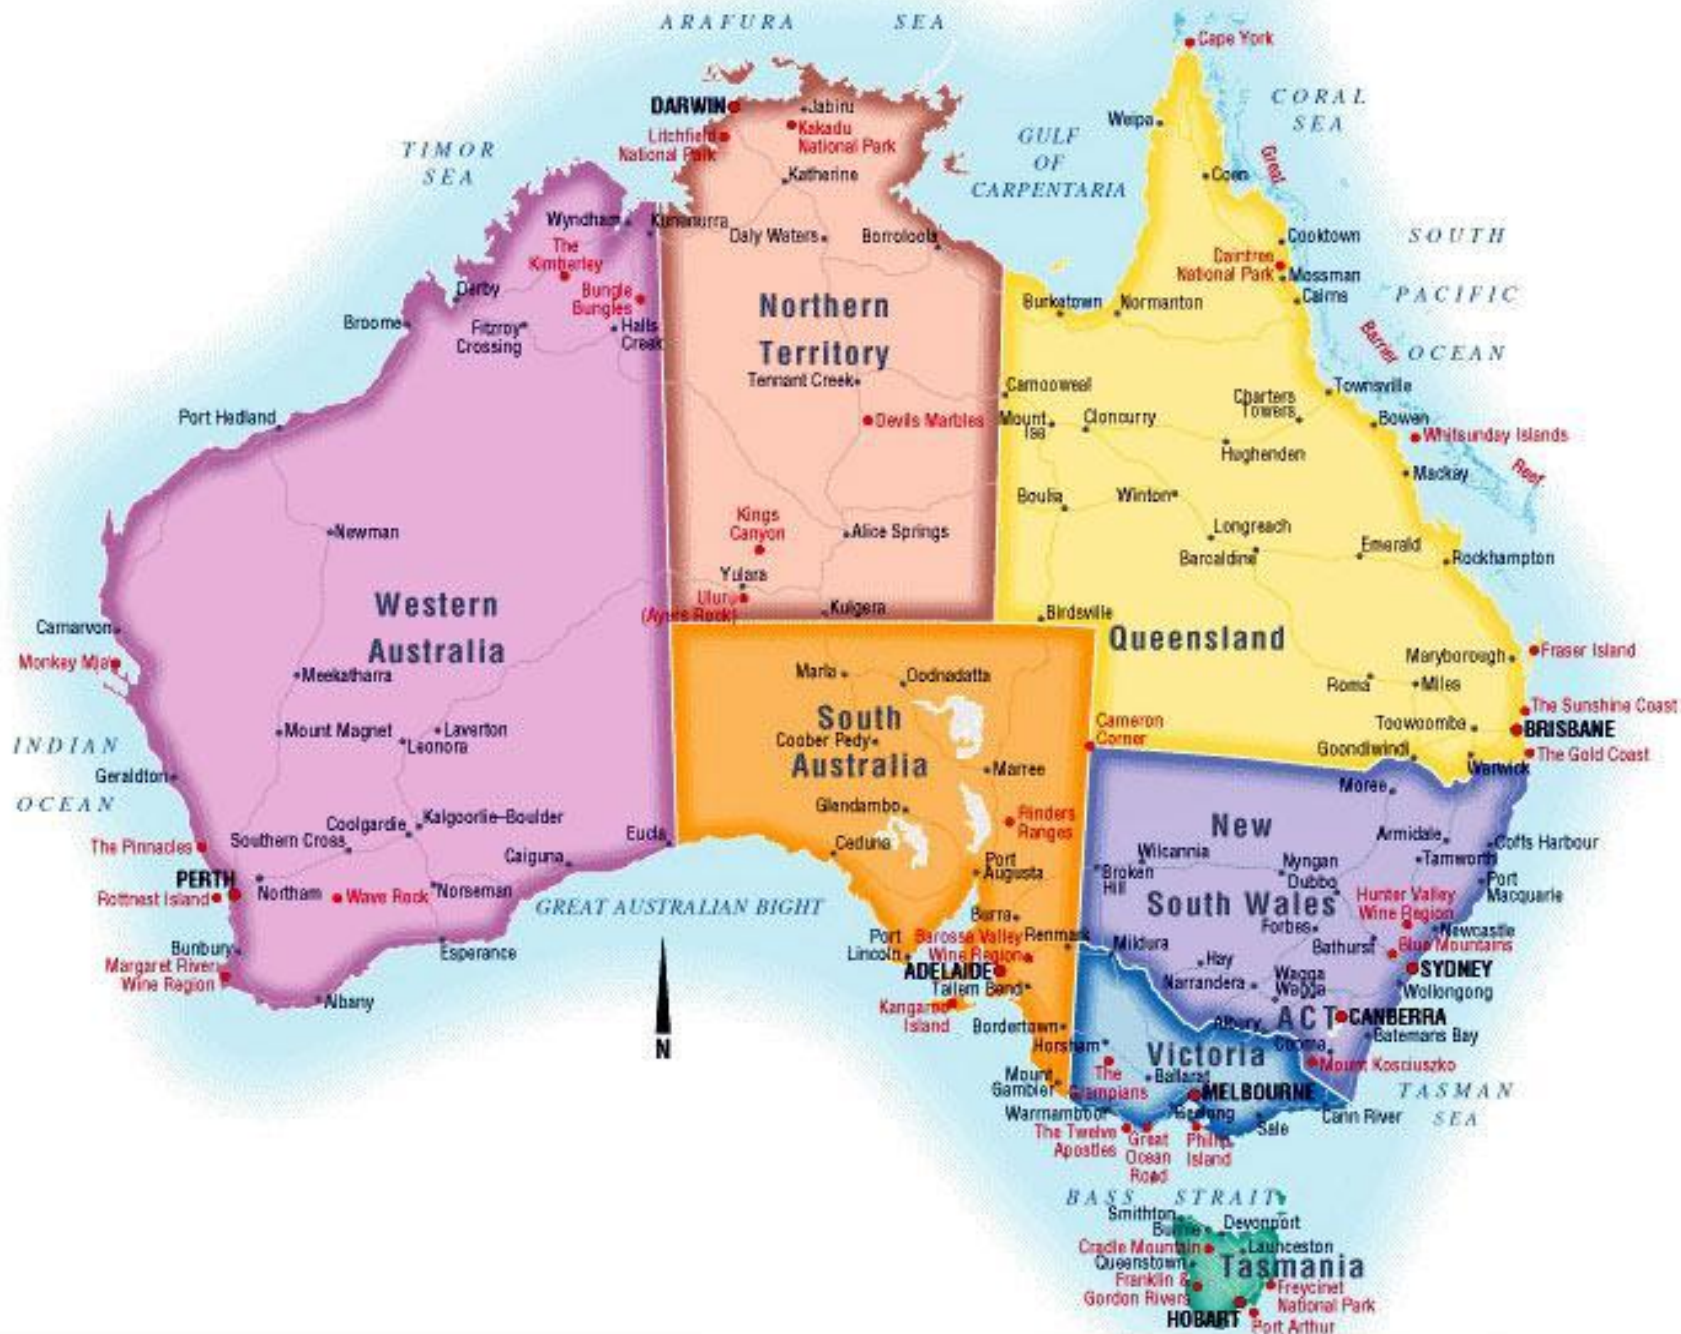 ARAFURA SEA
Cape York
DARWIN
Jabiru
Kakadu
National Park
Litchfield
National Park
Katherine
TIMOR
SEA
GULF
OF
CARPENTARIA
CORAL
SEA
Weipa
Coen
Great
Wyndham
Kununurra
Daly Waters
Borroloola
The
Kimberley
Bungle
Bungles
Derby
Broome
Fitzroy
Crossing
Halls
Creek
Northern
Territory
Tennant Creek
Devils Marbles
Burketown
Normanton
Cooktown
Daintree
National Park
Mossman
Cairns
SOUTH
PACIFIC
OCEAN
Barrier
Port Hedland
Camooweal
Mount
Isa
Cloncurry
Charters
Towers
Townsville
Bowen
Whitsunday Islands
Hughenden
Mackay
Reef
Boulia
Winton
Newman
Kings
Canyon
Alice Springs
Longreach
Barcaldine
Emerald
Rockhampton
Yulara
Uluru
(Ayers Rock)
Kulgera
Birdsville
Western
Australia
Queensland
Carnarvon
Monkey Mia
Meekatharra
Marla
Oodnadatta
Maryborough
Fraser Island
Roma
Miles
The Sunshine Coast
Toowoomba
BRISBANE
Goondiwindi
The Gold Coast
Warwick
INDIAN
OCEAN
Mount Magnet
Laverton
Leonora
Geraldton
South
Coober Pedy
Australia
Cameron
Corner
Marree
Moree
Glendambo
Flinders
Ranges
Coolgardie
Kalgoorlie–Boulder
Southern Cross
The Pinnacles
Eucla
Caiguna
Ceduna
Port
Augusta
New
South Wales
Armidale
Coffs Harbour
Tamworth
Wilcannia
Nyngan
Dubbo
Broken
Hill
Port
Macquarie
PERTH
Rottnest Island
Northam
Wave Rock
Norseman
GREAT AUSTRALIAN BIGHT
Burra
Renmark
Hunter Valley
Wine Region
Forbes
Newcastle
Bathurst
Blue Mountains
Bunbury
Margaret River
Wine Region
Esperance
Albany
Port
Lincoln
Barossa Valley
Wine Region
ADELAIDE
Tailem Bend
Mildura
Hay
Narrandera
Wagga
Wagga
SYDNEY
Wollongong
Kangaroo
Island
Bordertown
Albury
ACT
CANBERRA
Batemans Bay
N
Horsham
Victoria
Cooma
Mount Kosciuszko
Mount
Gambier
The
Grampians
Ballarat
MELBOURNE
TASMAN
SEA
Warrnambool
Geelong
Sale
Cann River
The Twelve
Apostles
Great
Ocean
Road
Phillip
Island
BASS STRAIT
Smithton
Burnie
Devonport
Cradle Mountain
Launceston
Queenstown
Tasmania
Franklin &
Gordon Rivers
Freycinet
National Park
HOBART
Port Arthur